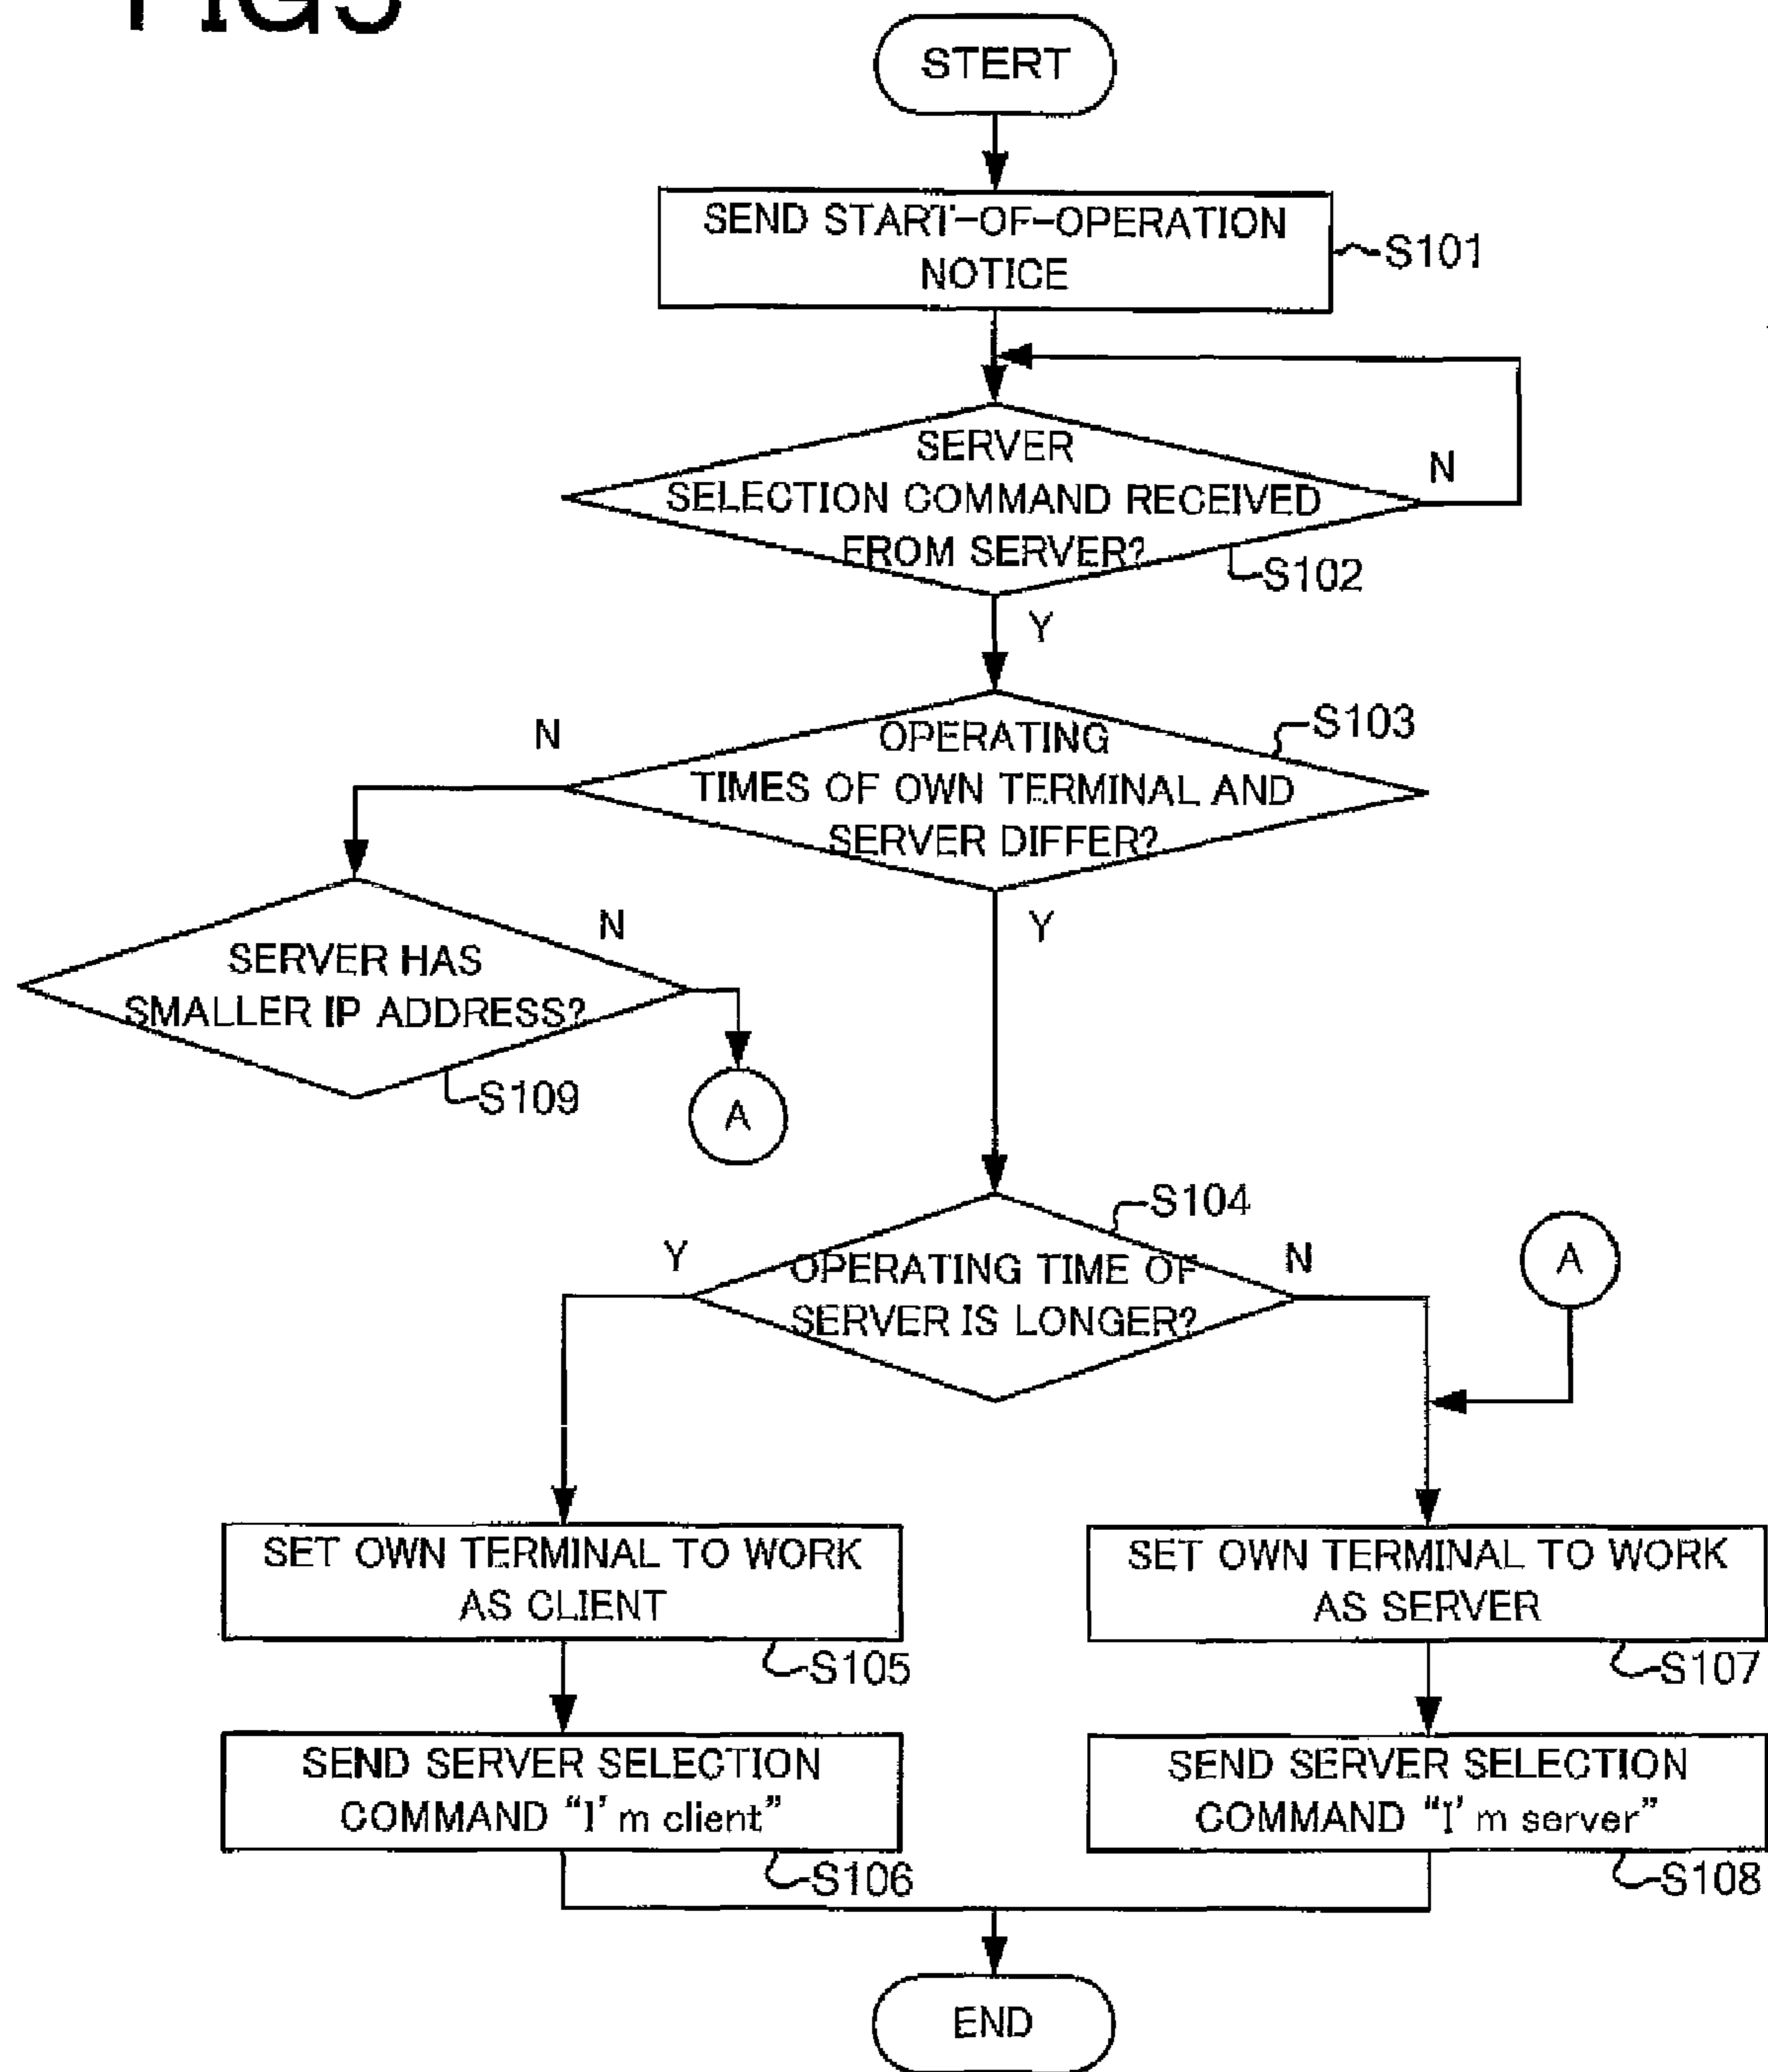 FIG5
STERT
SEND START-OF-OPERATION
NOTICE
S101
SERVER
SELECTION COMMAND RECEIVED
FROM SERVER?
N
S102
Y
OPERATING
TIMES OF OWN TERMINAL AND
SERVER DIFFER?
S103
N
Y
SERVER HAS
SMALLER IP ADDRESS?
N
S109
A
S104
OPERATING TIME OF
SERVER IS LONGER?
Y
N
A
SET OWN TERMINAL TO WORK
AS CLIENT
S105
SET OWN TERMINAL TO WORK
AS SERVER
S107
SEND SERVER SELECTION
COMMAND “I’m client”
S106
SEND SERVER SELECTION
COMMAND “I’m server”
S108
END